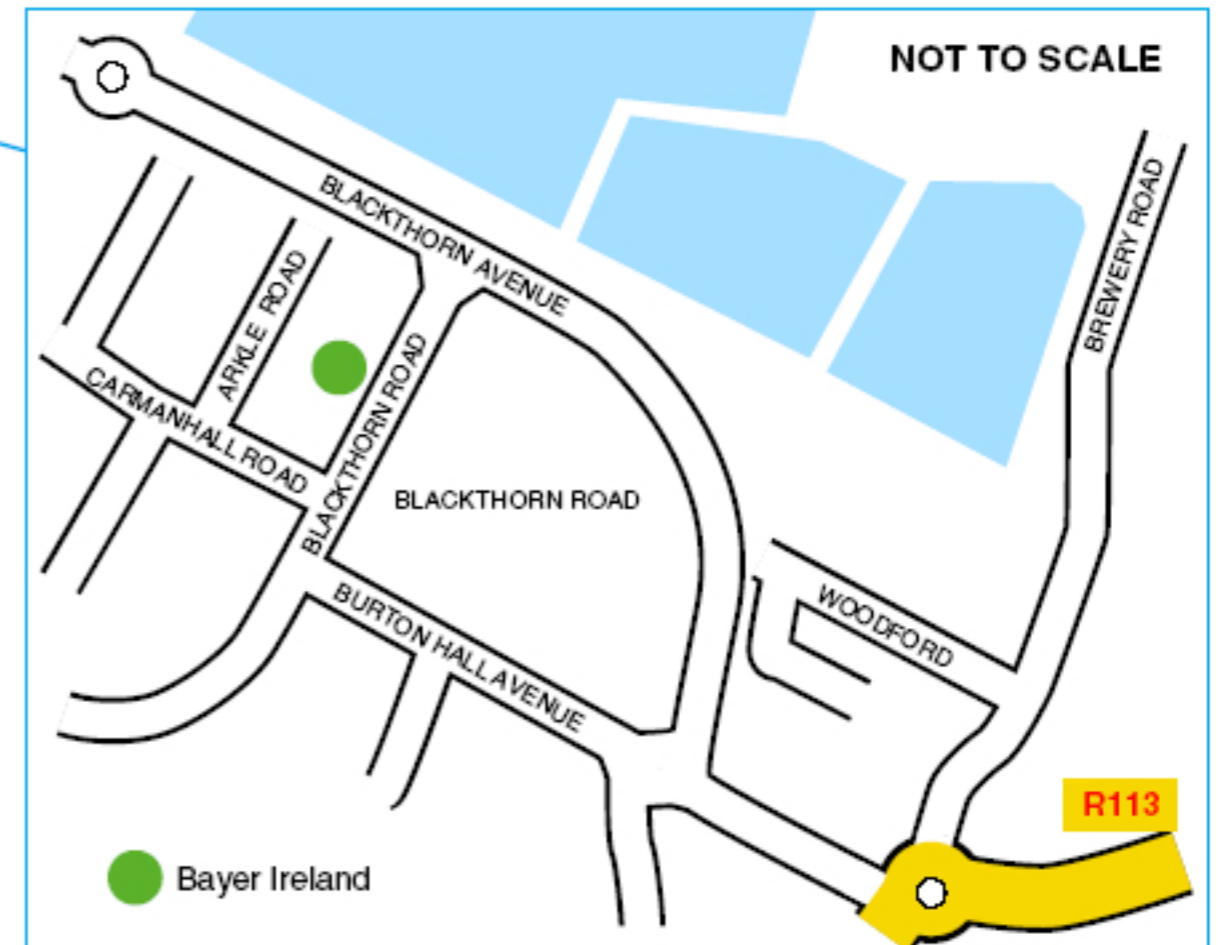 NOT TO SCALE
BLACKTHORN AVENUE
BREWERY ROAD
ARKLE ROAD
CARMANHALL ROAD
BLACKTHORN ROAD
BLACKTHORN ROAD
WOODFORD
BURTON HALL AVENUE
R113
Bayer Ireland